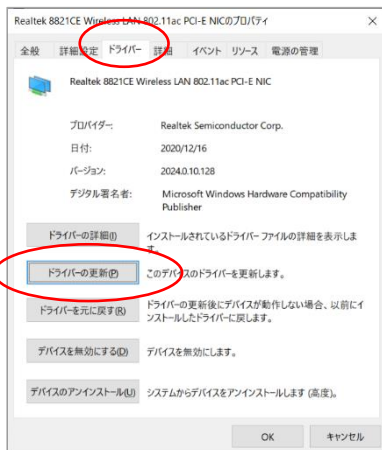 Realtek 8821CE Wireless LAN 802.11ac PCI-E NICのプロパティ
全般 詳細設定 ドライバー 詳細 イベント リソース 電源の管理
Realtek 8821CE Wireless LAN 802.11ac PCI-E NIC
プロバイダー: Realtek Semiconductor Corp.
日付: 2020/12/16
バージョン: 2024.0.10.128
デジタル署名者: Microsoft Windows Hardware Compatibility
Publisher
ドライバーの詳細(I) インストールされているドライバー ファイルの詳細を表示しま
す。
ドライバーの更新(P) このデバイスのドライバーを更新します。
ドライバーを元に戻す(R) ドライバーの更新後にデバイスが動作しない場合、以前にイ
ンストールしたドライバーに戻します。
デバイスを無効にする(D) デバイスを無効にします。
デバイスのアンインストール(U) システムからデバイスをアンインストールします (高度)。
OK キャンセル